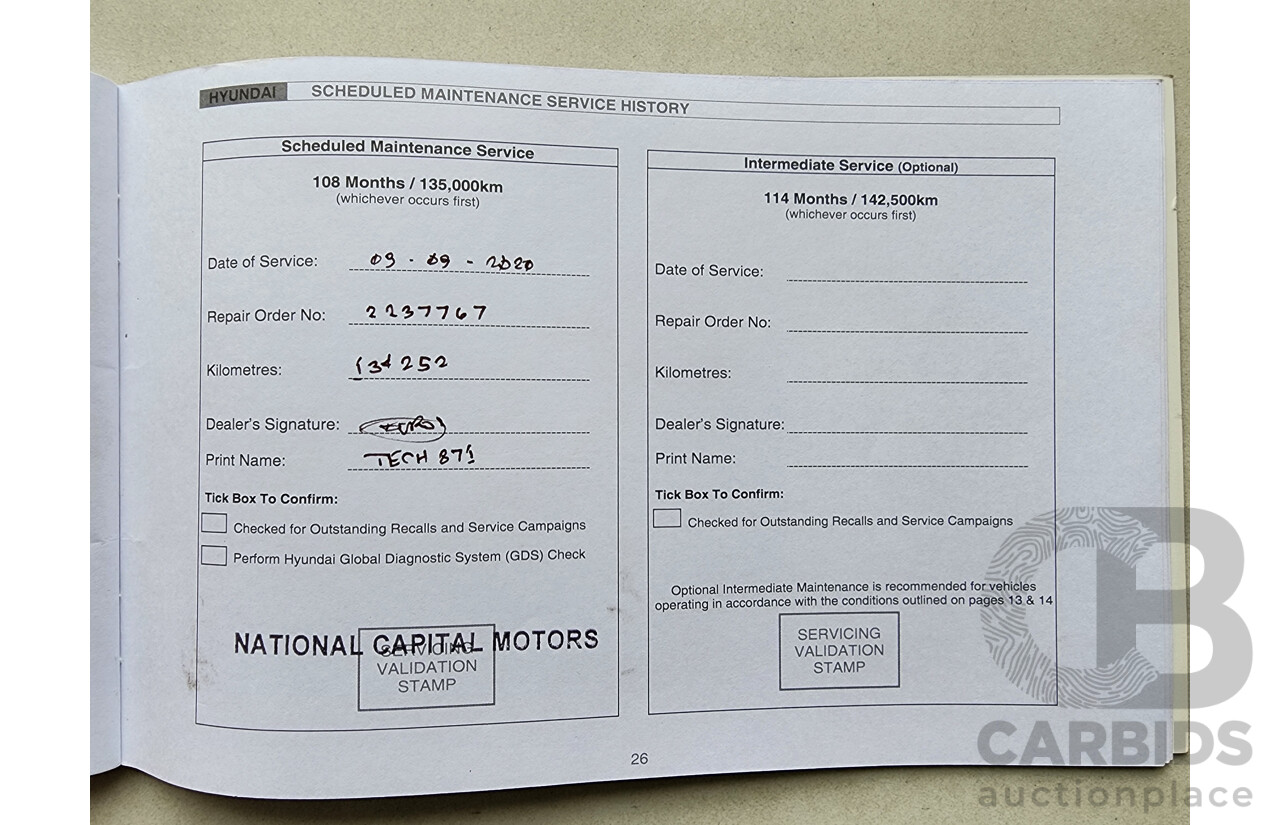 HYUNDAI SCHEDULED MAINTENANCE SERVICE HISTORY
Scheduled Maintenance Service
108 Months / 135,000km
(whichever occurs first)
Date of Service: 09 - 09 - 2020
Repair Order No: 2237767
Kilometres: 134252
Dealer's Signature:
Print Name: TECH 871
Tick Box To Confirm:
Checked for Outstanding Recalls and Service Campaigns
Perform Hyundai Global Diagnostic System (GDS) Check
NATIONAL CAPITAL MOTORS
SERVICING
VALIDATION
STAMP
Intermediate Service (Optional)
114 Months / 142,500km
(whichever occurs first)
Date of Service:
Repair Order No:
Kilometres:
Dealer's Signature:
Print Name:
Tick Box To Confirm:
Checked for Outstanding Recalls and Service Campaigns
Optional Intermediate Maintenance is recommended for vehicles
operating in accordance with the conditions outlined on pages 13 & 14
SERVICING
VALIDATION
STAMP
26
CB
CARBIDS
auctionplace